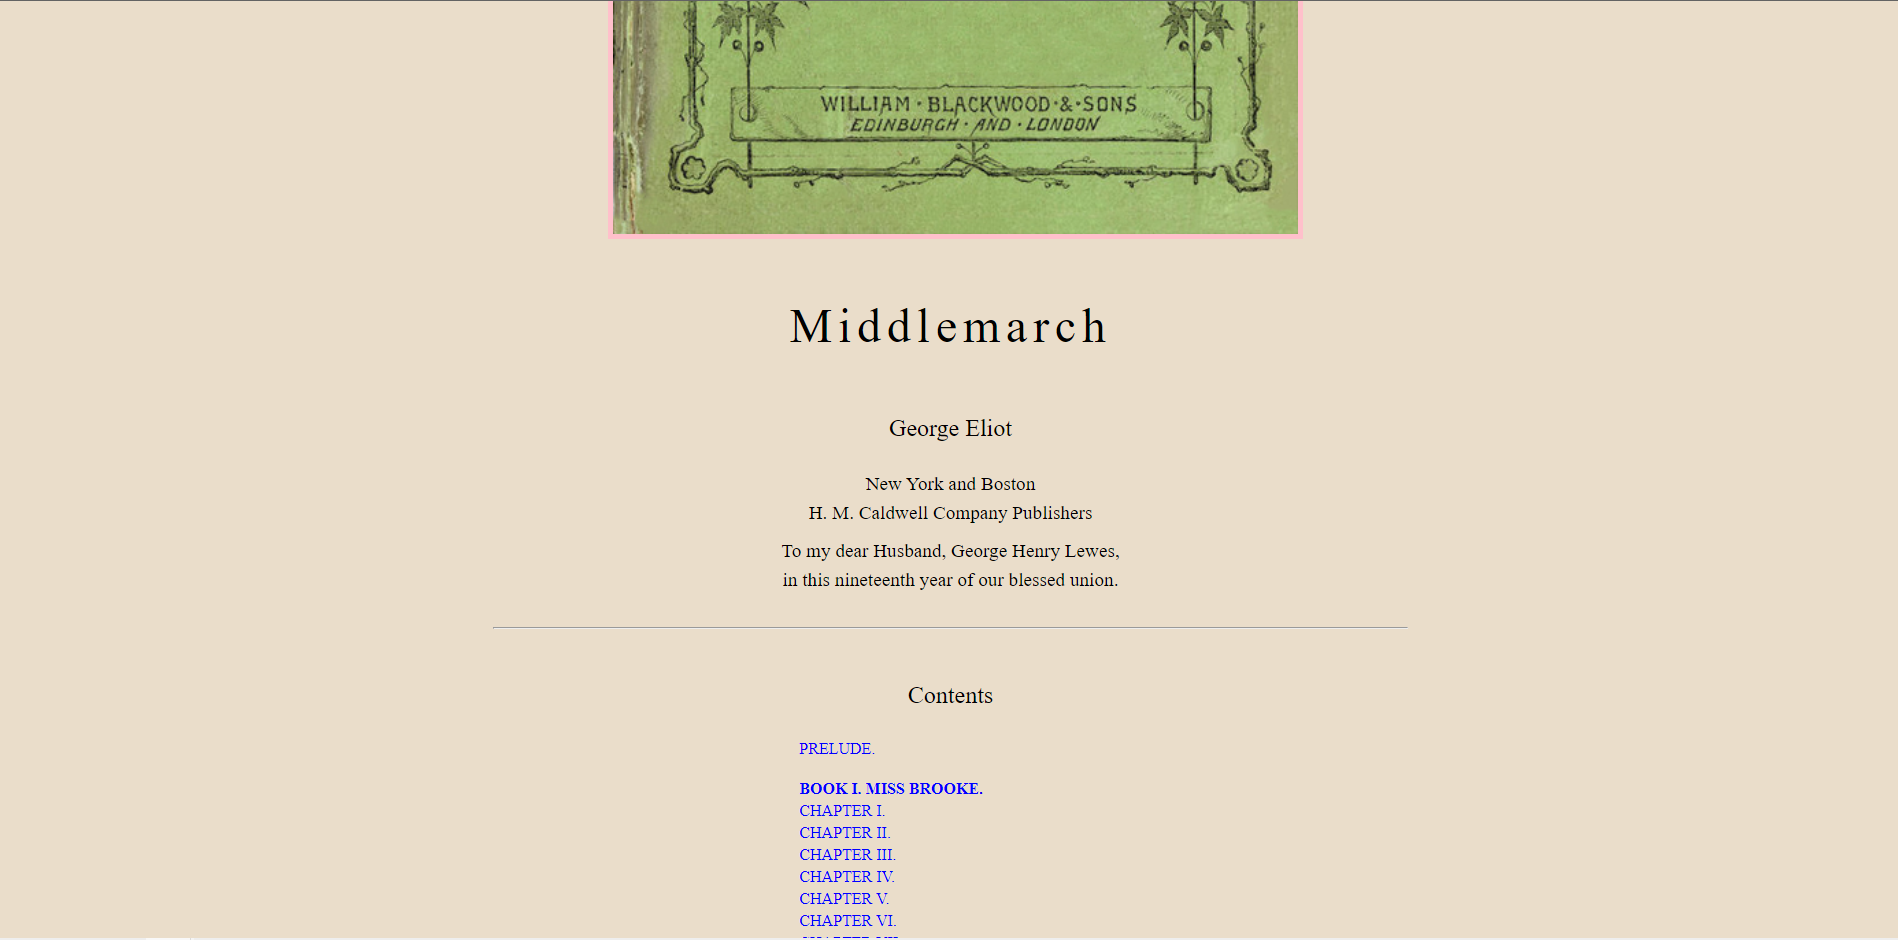 WILLIAM · BLACKWOOD · & · SONS
EDINBURGH · AND · LONDON
Middlemarch
George Eliot
New York and Boston
H. M. Caldwell Company Publishers
To my dear Husband, George Henry Lewes,
in this nineteenth year of our blessed union.
Contents
PRELUDE.
BOOK I. MISS BROOKE.
CHAPTER I.
CHAPTER II.
CHAPTER III.
CHAPTER IV.
CHAPTER V.
CHAPTER VI.